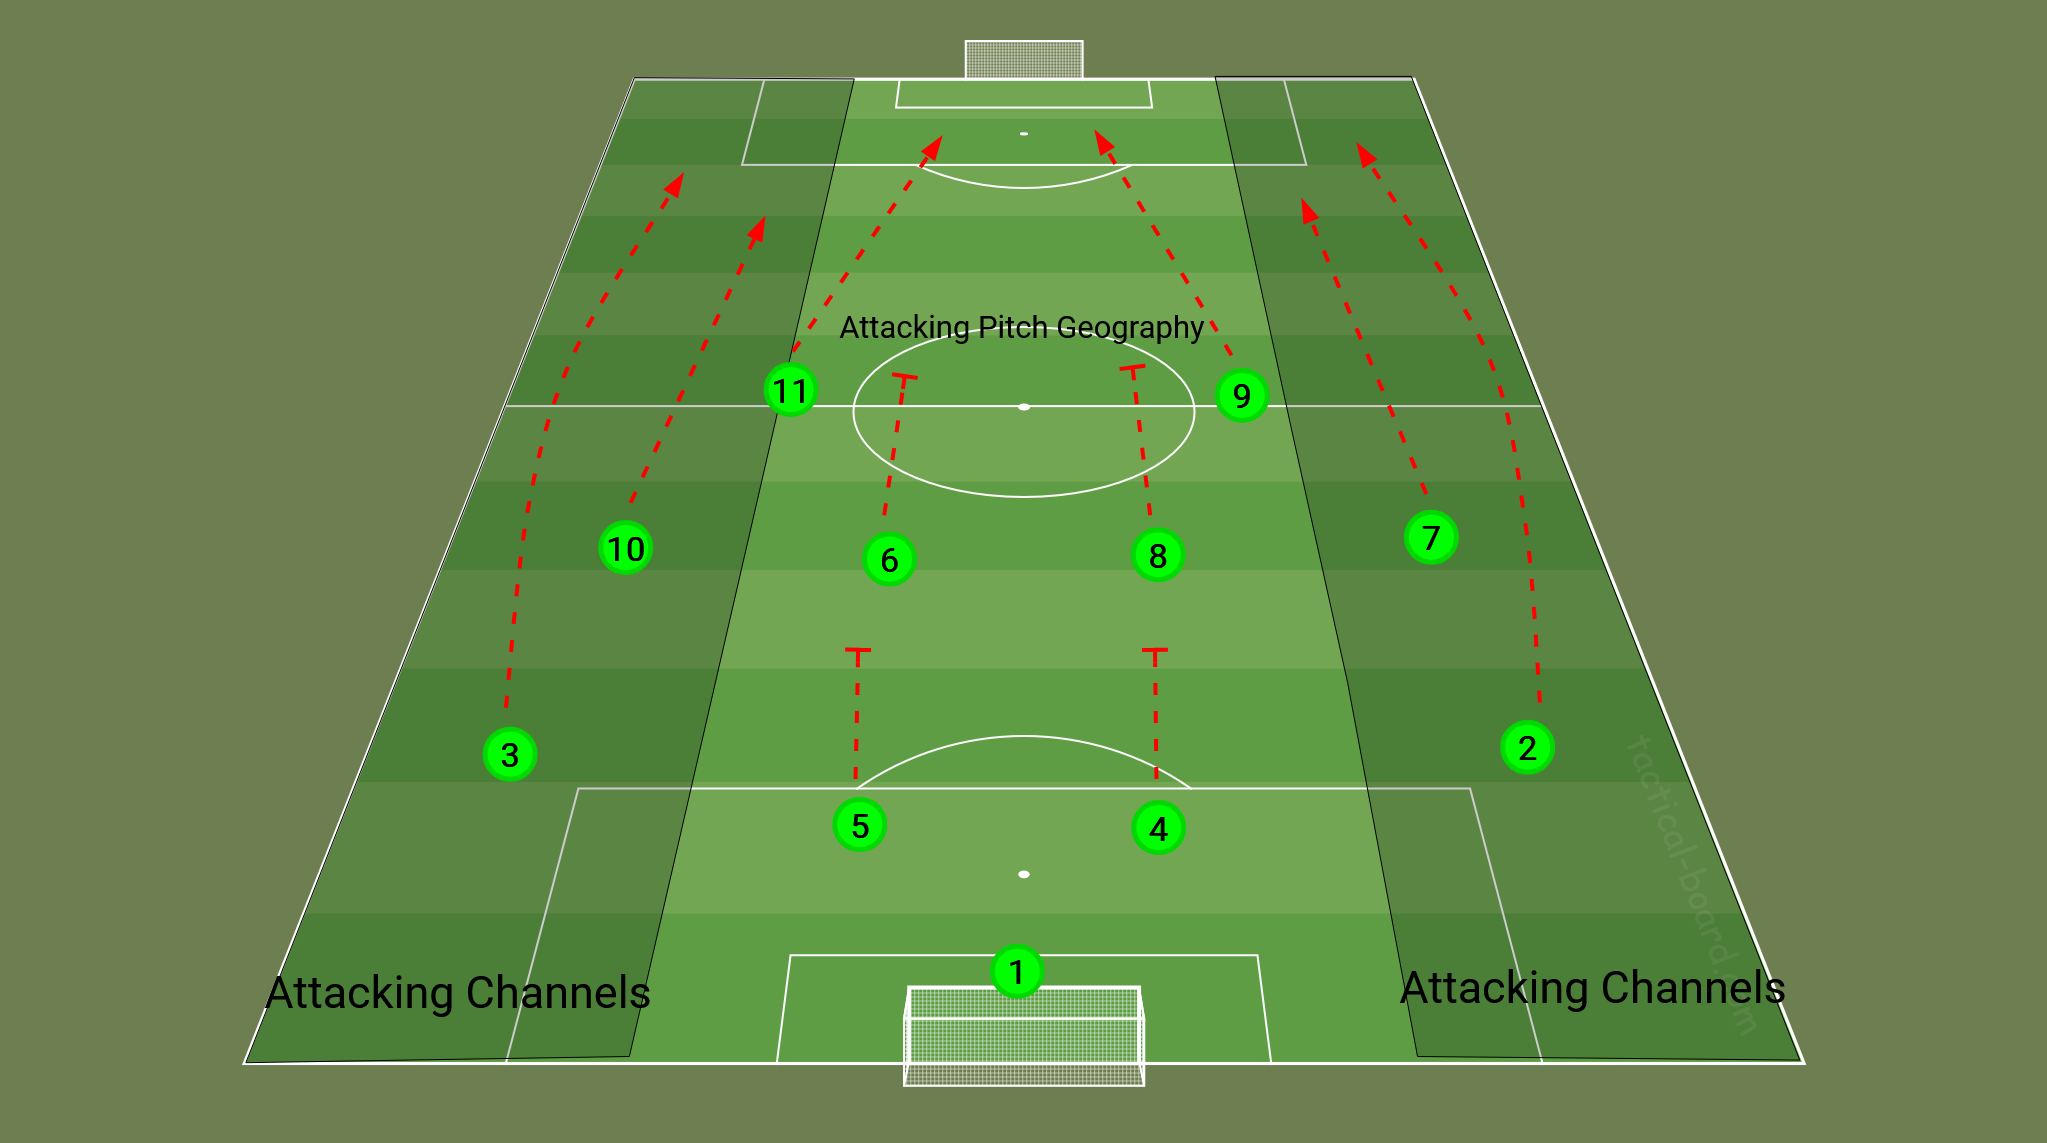 Attacking Pitch Geography
11
9
10
6
8
7
3
2
5
4
1
Attacking Channels
Attacking Channels
tactical-board.com